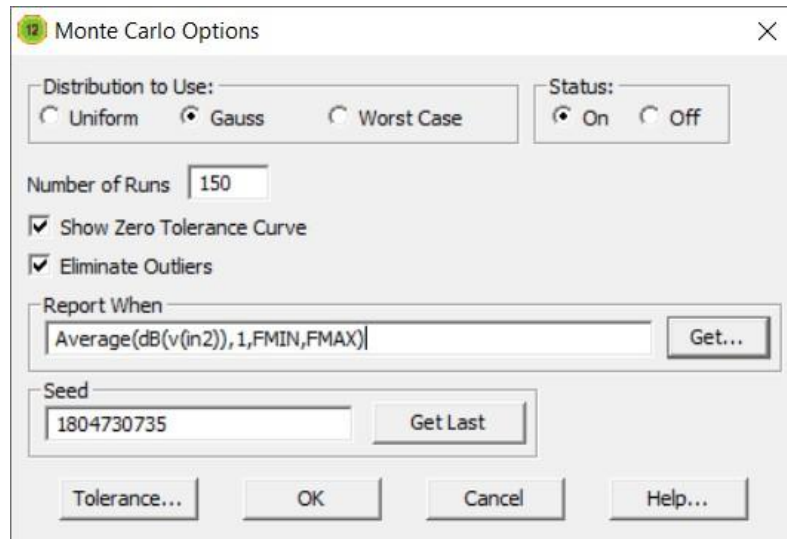 12 Monte Carlo Options
Distribution to Use:
Uniform Gauss Worst Case
Status:
On Off
Number of Runs 150
Show Zero Tolerance Curve
Eliminate Outliers
Report When
Average(dB(v(in2)),1,FMIN,FMAX)
Get...
Seed
1804730735
Get Last
Tolerance... OK Cancel Help...